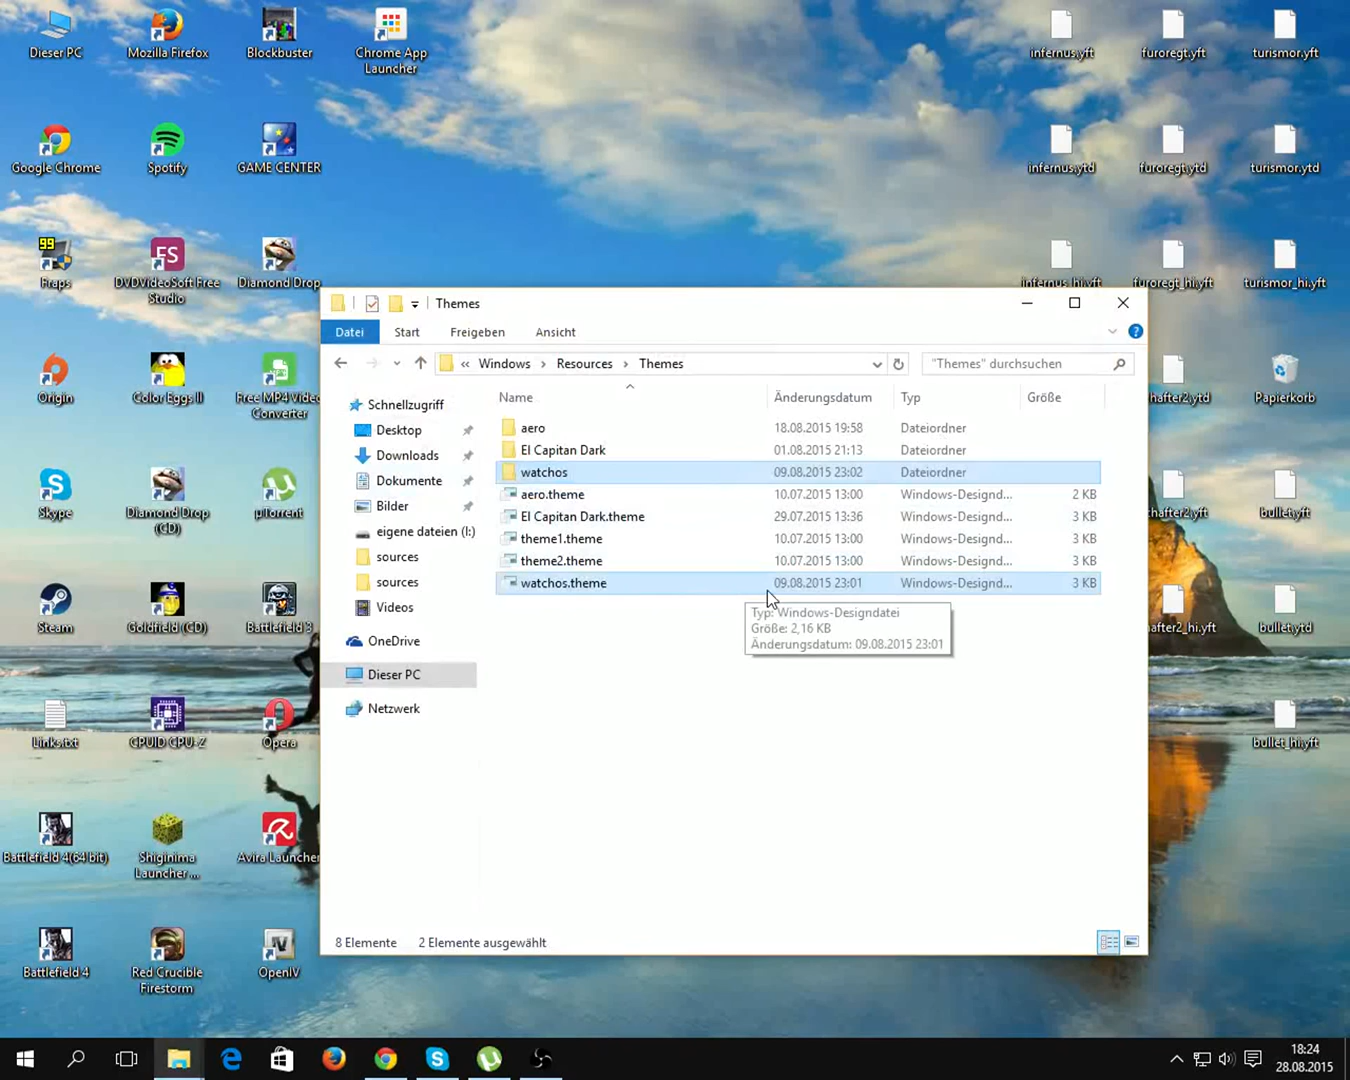 Dieser PC
Mozilla Firefox
Blockbuster
Chrome App
Launcher
infernus.yft
furoregt.yft
turismor.yft
Google Chrome
Spotify
GAME CENTER
infernus.ytd
furoregt.ytd
turismor.ytd
99
Fraps
FS
DVDVideoSoft Free
Studio
Diamond Drop
infernus_hi.yft
furoregt_hi.yft
turismor_hi.yft
Themes
Datei
Start
Freigeben
Ansicht
?
« Windows > Resources > Themes
"Themes" durchsuchen
Origin
Color Eggs II
Free MP4 Video
Converter
hafter2.ytd
Papierkorb
Name
Änderungsdatum
Typ
Größe
Schnellzugriff
Desktop
Downloads
Dokumente
Bilder
eigene dateien (I:)
sources
sources
Videos
OneDrive
Dieser PC
Netzwerk
aero 18.08.2015 19:58 Dateiordner
El Capitan Dark 01.08.2015 21:13 Dateiordner
watchos 09.08.2015 23:02 Dateiordner
aero.theme 10.07.2015 13:00 Windows-Designd... 2 KB
El Capitan Dark.theme 29.07.2015 13:36 Windows-Designd... 3 KB
theme1.theme 10.07.2015 13:00 Windows-Designd... 3 KB
theme2.theme 10.07.2015 13:00 Windows-Designd... 3 KB
watchos.theme 09.08.2015 23:01 Windows-Designd... 3 KB
Typ: Windows-Designdatei
Größe: 2,16 KB
Änderungsdatum: 09.08.2015 23:01
Skype
Diamond Drop
(CD)
µTorrent
hafter2.yft
bullet.yft
Steam
Goldfield (CD)
Battlefield 3
hafter2_hi.yft
bullet.ytd
Links.txt
CPUID CPU-Z
Opera
bullet_hi.yft
Battlefield 4(64 bit)
Shiginima
Launcher ...
Avira Launcher
Battlefield 4
Red Crucible
Firestorm
OpenIV
8 Elemente
2 Elemente ausgewählt
18:24
28.08.2015